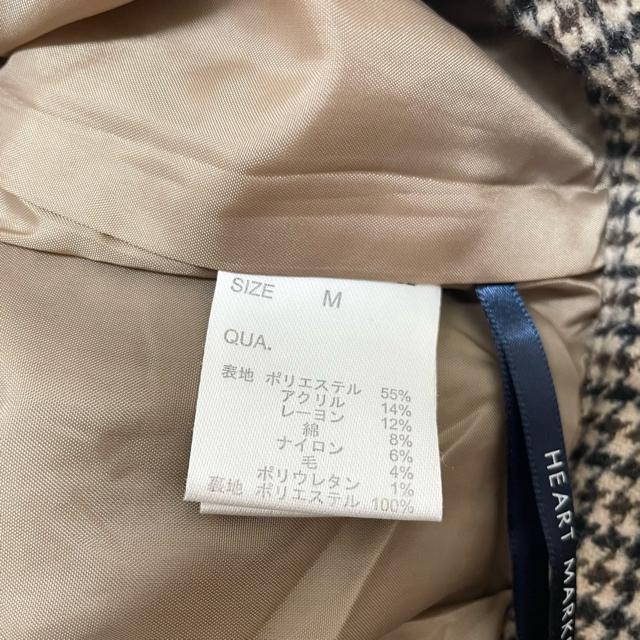 SIZE M
QUA.
表地 ポリエステル 55%
アクリル 14%
レーヨン 12%
綿 8%
ナイロン 6%
毛 4%
ポリウレタン 1%
裏地 ポリエステル 100%
HEART MARK